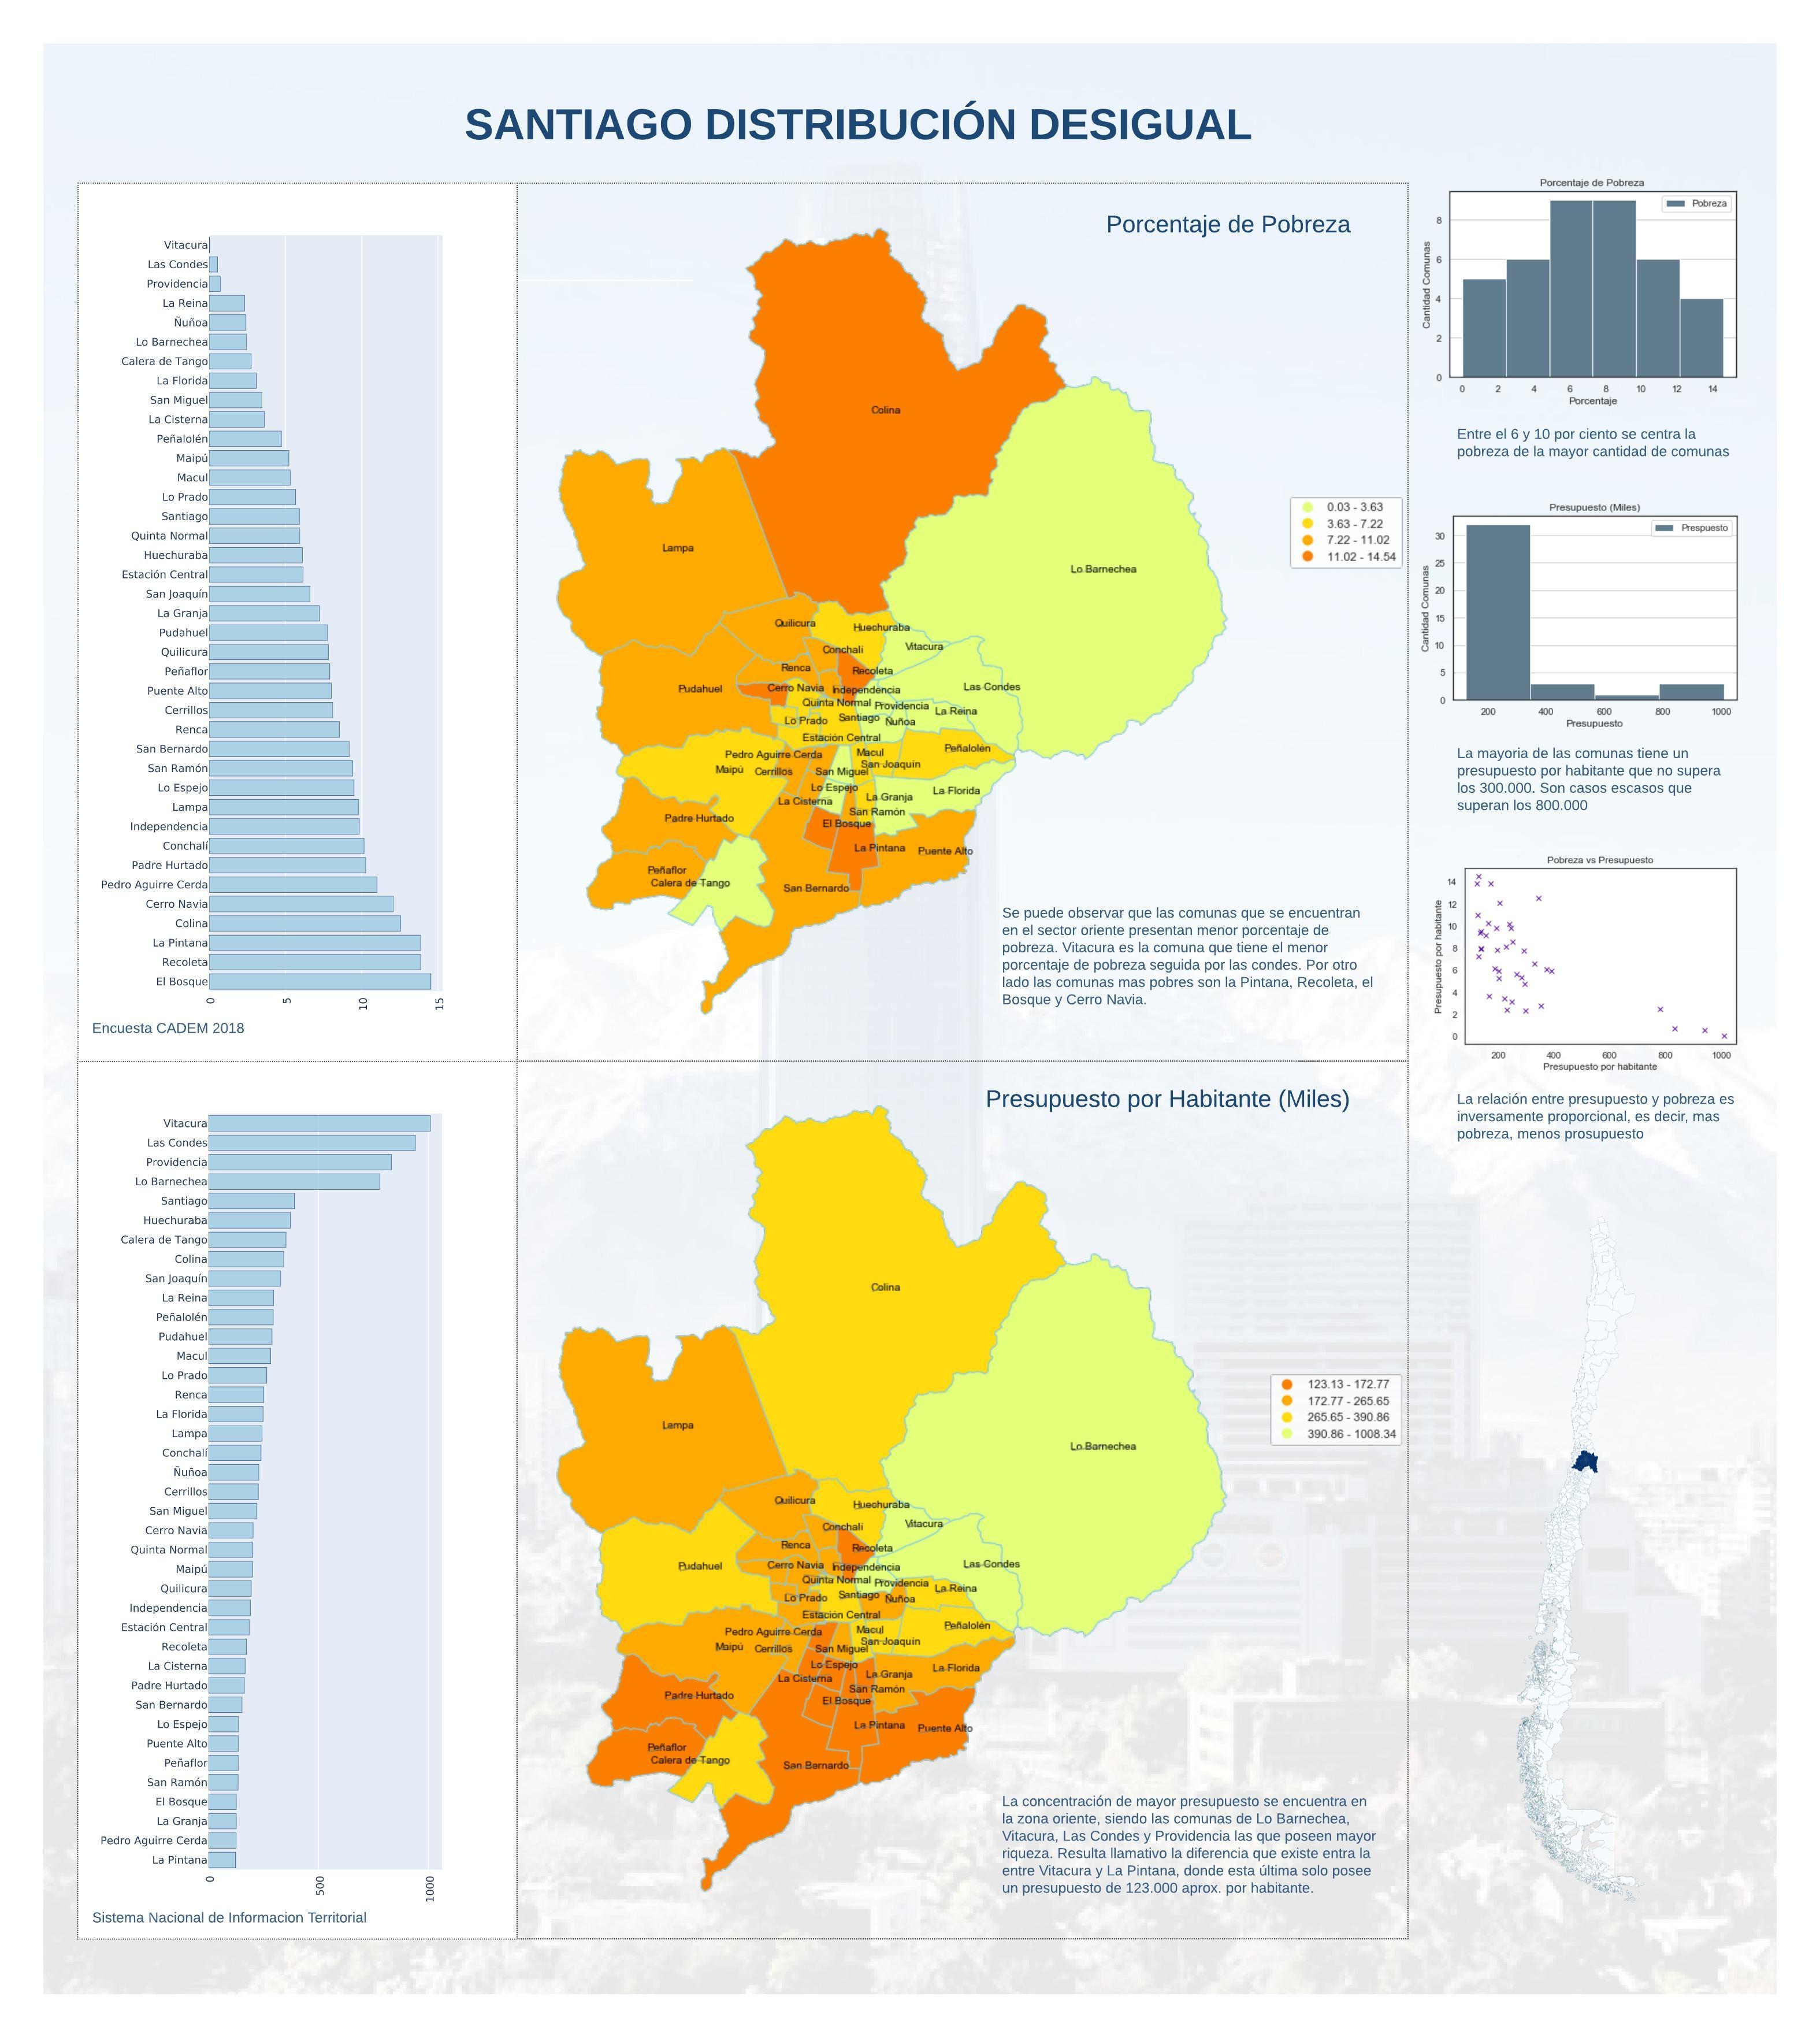 SANTIAGO DISTRIBUCIÓN DESIGUAL
Vitacura
Las Condes
Providencia
La Reina
Ñuñoa
Lo Barnechea
Calera de Tango
La Florida
San Miguel
La Cisterna
Peñalolén
Maipú
Macul
Lo Prado
Santiago
Quinta Normal
Huechuraba
Estación Central
San Joaquín
La Granja
Pudahuel
Quilicura
Peñaflor
Puente Alto
Cerrillos
Renca
San Bernardo
San Ramón
Lo Espejo
Lampa
Independencia
Conchalí
Padre Hurtado
Pedro Aguirre Cerda
Cerro Navia
Colina
La Pintana
Recoleta
El Bosque
0 5 10 15
Encuesta CADEM 2018
Porcentaje de Pobreza
Colina
Lampa
Lo Barnechea
Quilicura
Huechuraba
Conchalí
Vitacura
Renca
Recoleta
Pudahuel
Cerro Navia
Independencia
Las Condes
Quinta Normal
Providencia
La Reina
Lo Prado
Santiago
Ñuñoa
Estación Central
Peñalolén
Pedro Aguirre Cerda
Macul
San Joaquín
Maipú
Cerrillos
San Miguel
Lo Espejo
La Florida
La Cisterna
La Granja
San Ramón
Padre Hurtado
El Bosque
La Pintana
Puente Alto
Peñaflor
Calera de Tango
San Bernardo
0.03 - 3.63
3.63 - 7.22
7.22 - 11.02
11.02 - 14.54
Se puede observar que las comunas que se encuentran
en el sector oriente presentan menor porcentaje de
pobreza. Vitacura es la comuna que tiene el menor
porcentaje de pobreza seguida por las condes. Por otro
lado las comunas mas pobres son la Pintana, Recoleta, el
Bosque y Cerro Navia.
Porcentaje de Pobreza
Pobreza
Cantidad Comunas
8
6
4
2
0
0 2 4 6 8 10 12 14
Porcentaje
Entre el 6 y 10 por ciento se centra la
pobreza de la mayor cantidad de comunas
Presupuesto (Miles)
Prespuesto
Cantidad Comunas
30
25
20
15
10
5
0
200 400 600 800 1000
Presupuesto
La mayoria de las comunas tiene un
presupuesto por habitante que no supera
los 300.000. Son casos escasos que
superan los 800.000
Pobreza vs Presupuesto
Presupuesto por habitante
14
12
10
8
6
4
2
0
200 400 600 800 1000
Presupuesto por habitante
La relación entre presupuesto y pobreza es
inversamente proporcional, es decir, mas
pobreza, menos prosupuesto
Vitacura
Las Condes
Providencia
Lo Barnechea
Santiago
Huechuraba
Calera de Tango
Colina
San Joaquín
La Reina
Peñalolén
Pudahuel
Macul
Lo Prado
Renca
La Florida
Lampa
Conchalí
Ñuñoa
Cerrillos
San Miguel
Cerro Navia
Quinta Normal
Maipú
Quilicura
Independencia
Estación Central
Recoleta
La Cisterna
Padre Hurtado
San Bernardo
Lo Espejo
Puente Alto
Peñaflor
San Ramón
El Bosque
La Granja
Pedro Aguirre Cerda
La Pintana
0 500 1000
Sistema Nacional de Informacion Territorial
Presupuesto por Habitante (Miles)
Colina
Lampa
Lo Barnechea
Quilicura
Huechuraba
Conchalí
Vitacura
Renca
Recoleta
Pudahuel
Cerro Navia
Independencia
Las Condes
Quinta Normal
Providencia
La Reina
Lo Prado
Santiago
Ñuñoa
Estación Central
Peñalolén
Pedro Aguirre Cerda
Macul
San Joaquín
Maipú
Cerrillos
San Miguel
Lo Espejo
La Florida
La Cisterna
La Granja
San Ramón
Padre Hurtado
El Bosque
La Pintana
Puente Alto
Peñaflor
Calera de Tango
San Bernardo
123.13 - 172.77
172.77 - 265.65
265.65 - 390.86
390.86 - 1008.34
La concentración de mayor presupuesto se encuentra en
la zona oriente, siendo las comunas de Lo Barnechea,
Vitacura, Las Condes y Providencia las que poseen mayor
riqueza. Resulta llamativo la diferencia que existe entra la
entre Vitacura y La Pintana, donde esta última solo posee
un presupuesto de 123.000 aprox. por habitante.